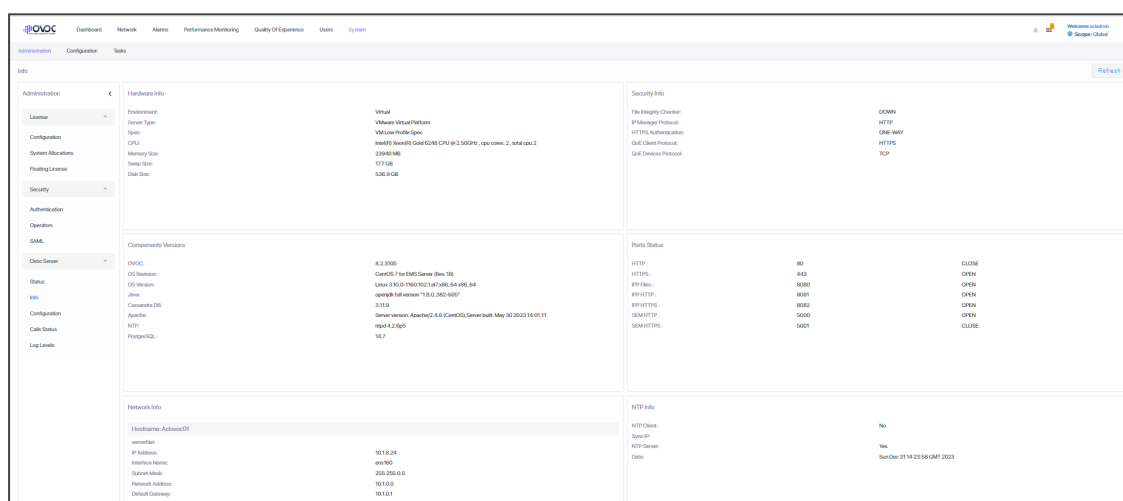 OVOC Dashboard Network Alarms Performance Monitoring Quality Of Experience Users System Welcome acladmin
Scope: Global
Administration Configuration Tasks
Info Refresh
Administration
License
Configuration
System Allocations
Floating License
Security
Authentication
Operators
SAML
Ovoc Server
Status
Info
Configuration
Calls Status
Log Levels
Hardware Info
Environment: Virtual
Server Type: VMware Virtual Platform
Spec: VM Low Profile Spec
CPU: Intel(R) Xeon(R) Gold 6248 CPU @ 2.50GHz , cpu cores: 2 , total cpu:2
Memory Size: 23948 MB
Swap Size: 17.7 GB
Disk Size: 536.9 GB
Security Info
File Integrity Checker: DOWN
IP Manager Protocol: HTTP
HTTPS Authentication: ONE-WAY
QoE Client Protocol: HTTPS
QoE Devices Protocol: TCP
Components Versions
OVOC: 8.2.3100
OS Revision: CentOS 7 for EMS Server (Rev. 18)
OS Version: Linux 3.10.0-1160.102.1.el7.x86_64 x86_64
Java: openjdk full version "1.8.0_382-b05"
Cassandra DB: 3.11.9
Apache: Server version: Apache/2.4.6 (CentOS),Server built: May 30 2023 14:01:11
NTP: ntpd 4.2.6p5
PostgreSQL: 14.7
Ports Status
HTTP : 80 CLOSE
HTTPS : 443 OPEN
IPP Files : 8080 OPEN
IPP HTTP : 8081 OPEN
IPP HTTPS : 8082 OPEN
SEM HTTP : 5000 OPEN
SEM HTTPS : 5001 CLOSE
Network Info
Hostname: Aclovoc01
serverNet:
IP Address: 10.1.8.24
Interface Name: ens160
Subnet Mask: 255.255.0.0
Network Address: 10.1.0.0
Default Gateway: 10.1.0.1
NTP Info
NTP Client: No
Sync IP:
NTP Server: Yes
Date: Sun Dec 31 14:23:58 GMT 2023